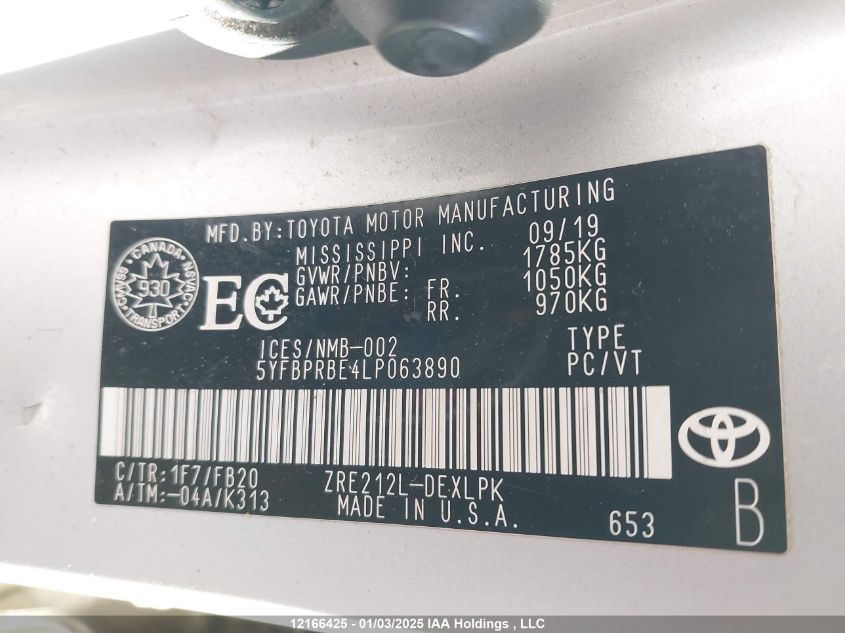 MFD.BY:TOYOTA MOTOR MANUFACTURING
MISSISSIPPI INC. 09/19
GVWR/PNBV: 1785KG
GAWR/PNBE: FR. 1050KG
RR. 970KG
CANADA
NSVAC
930
CMVSS
TRANSPORT
EC
ICES/NMB-002
5YFBPRBE4LP063890
TYPE
PC/VT
C/TR:1F7/FB20
A/TM:-04A/K313
ZRE212L-DEXLPK
MADE IN U.S.A.
653
B
12166425 - 01/03/2025 IAA Holdings , LLC